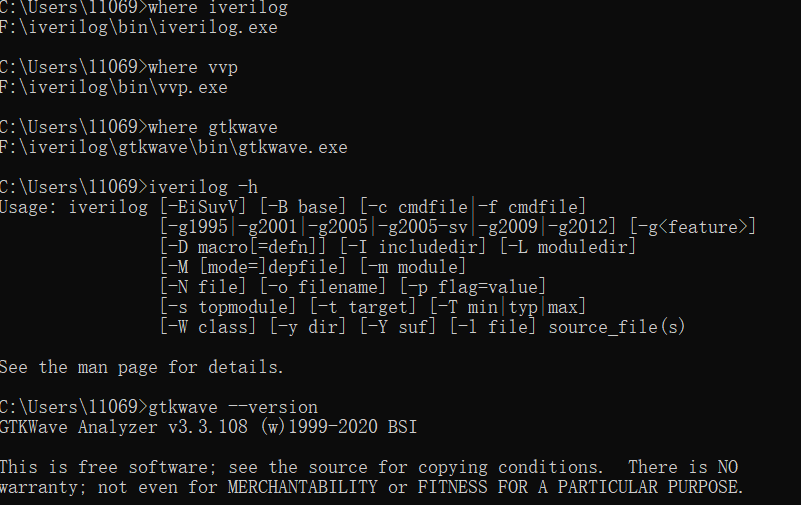 C:\Users\11069>where iverilog
F:\iverilog\bin\iverilog.exe
C:\Users\11069>where vvp
F:\iverilog\bin\vvp.exe
C:\Users\11069>where gtkwave
F:\iverilog\gtkwave\bin\gtkwave.exe
C:\Users\11069>iverilog -h
Usage: iverilog [-EiSuvV] [-B base] [-c cmdfile|-f cmdfile]
[-g1995|-g2001|-g2005|-g2005-sv|-g2009|-g2012] [-g<feature>]
[-D macro[=defn]] [-I includedir] [-L moduledir]
[-M [mode=]depfile] [-m module]
[-N file] [-o filename] [-p flag=value]
[-s topmodule] [-t target] [-T min|typ|max]
[-W class] [-y dir] [-Y suf] [-l file] source_file(s)
See the man page for details.
C:\Users\11069>gtkwave --version
GTKWave Analyzer v3.3.108 (w)1999-2020 BSI
This is free software; see the source for copying conditions.  There is NO
warranty; not even for MERCHANTABILITY or FITNESS FOR A PARTICULAR PURPOSE.